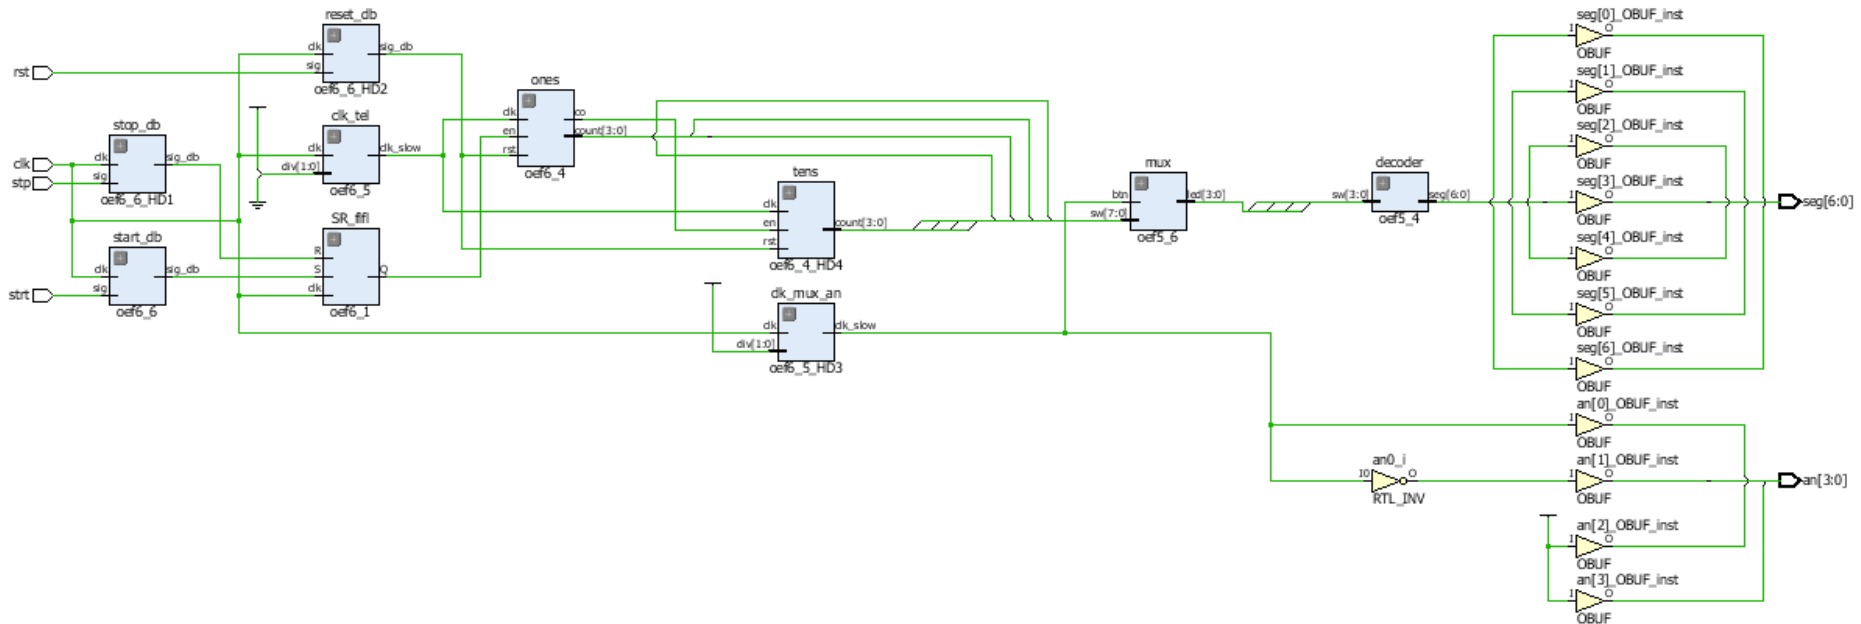 rst
clk
stp
strt
stop_db
clk
sig
sig_db
oef6_6_HD1
start_db
clk
sig
sig_db
oef6_6
reset_db
clk
sig
sig_db
oef6_6_HD2
clk_tel
clk
div[1:0]
clk_slow
oef6_5
SR_flfl
R
S
clk
Q
oef6_1
ones
clk
en
rst
co
count[3:0]
oef6_4
tens
clk
en
rst
count[3:0]
oef6_4_HD4
clk_mux_an
clk
div[1:0]
clk_slow
oef6_5_HD3
mux
btn
sw[7:0]
led[3:0]
oef5_6
decoder
sw[3:0]
seg[6:0]
oef5_4
an0_i
I0
O
RTL_INV
seg[0]_OBUF_inst
I
O
OBUF
seg[1]_OBUF_inst
I
O
OBUF
seg[2]_OBUF_inst
I
O
OBUF
seg[3]_OBUF_inst
I
O
OBUF
seg[4]_OBUF_inst
I
O
OBUF
seg[5]_OBUF_inst
I
O
OBUF
seg[6]_OBUF_inst
I
O
OBUF
an[0]_OBUF_inst
I
O
OBUF
an[1]_OBUF_inst
I
O
OBUF
an[2]_OBUF_inst
I
O
OBUF
an[3]_OBUF_inst
I
O
OBUF
seg[6:0]
an[3:0]